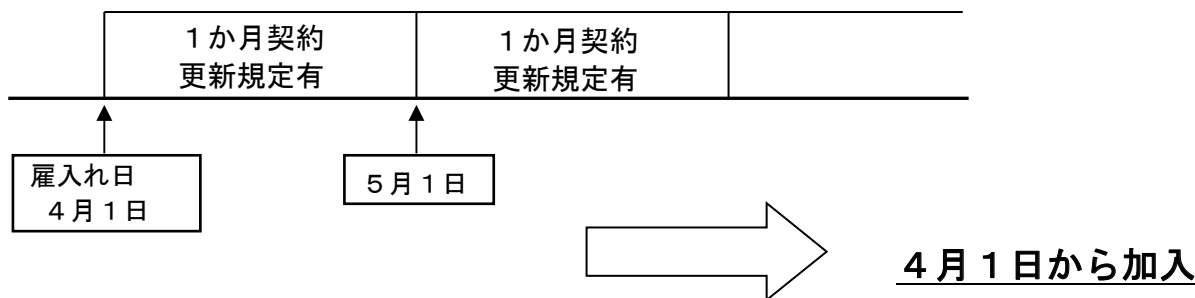 １か月契約
更新規定有
１か月契約
更新規定有
雇入れ日
４月１日
５月１日
４月１日から加入